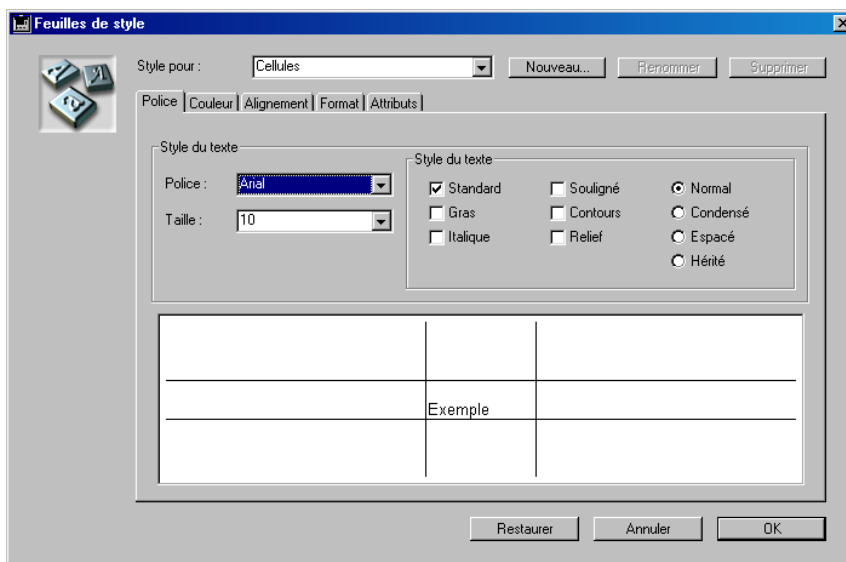 Feuilles de style
Style pour : Cellules Nouveau... Renommer Supprimer
Police Couleur Alignement Format Attributs
Style du texte
Style du texte
Police : Arial
Standard Souligné Normal
Taille : 10
Gras Contours Condensé
Italique Relief Espacé
Hérité
Exemple
Restaurer Annuler OK